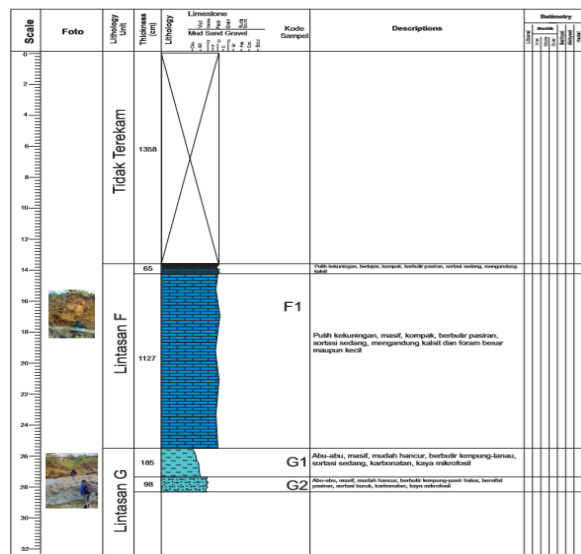 Limestone
Batimetry
Scale
Foto
Lithology
Unit
Thickness
(cm)
Lithology
Mud Sand Gravel
Kode
Sampel
Descriptions
0
2
4
6
8
10
12
14
16
18
20
22
24
26
28
30
32
Tidak Terekam
1358
65
Putih kekuningan, berlapis, kompak, berbutir pasiran, sortasi sedang, mengandung
kalsit
Lintasan F
1127
F1
Putih kekuningan, masif, kompak, berbutir pasiran,
sortasi sedang, mengandung kalsit dan foram besar
maupun kecil
Lintasan G
185
G1
Abu-abu, masif, mudah hancur, berbutir lempung-lanau,
sortasi sedang, karbonatan, kaya mikrofosil
98
G2
Abu-abu, masif, mudah hancur, berbutir lempung-pasir halus, bersifat
pasiran, sortasi buruk, karbonatan, kaya mikrofosil